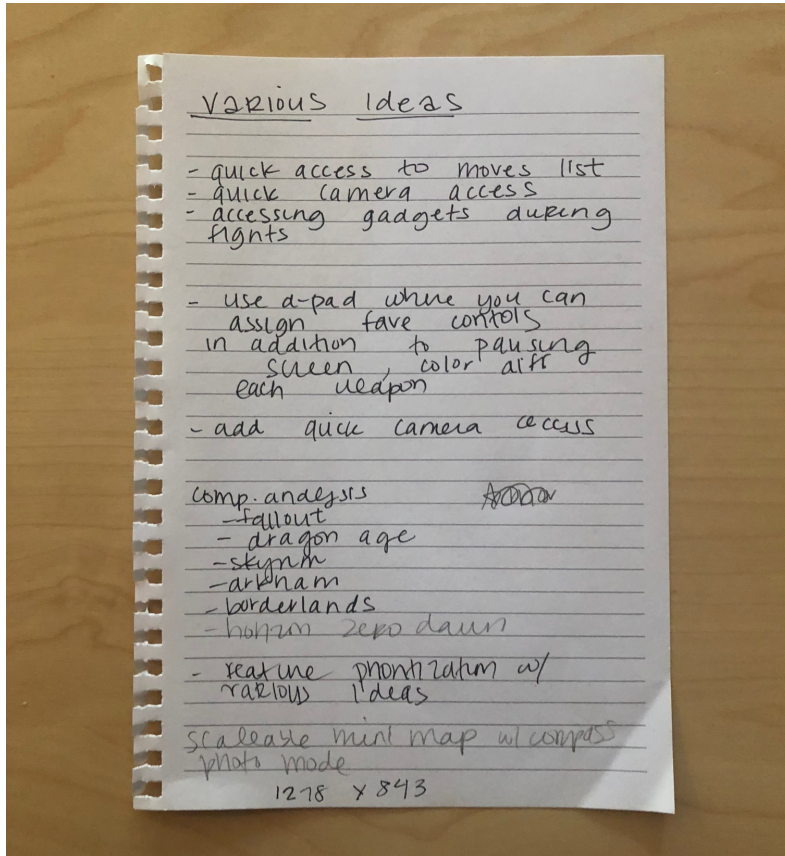 Various Ideas
- quick access to moves list
- quick camera access
- accessing gadgets during
fights
- use d-pad where you can
assign fave contols
in addition to pausing
screen, color diff
each weapon
- add quick camera access
comp. analysis
- fallout
- dragon age
- skyrim
- arkham
- borderlands
- horizon zero dawn
- feature prioritization w/
various ideas
scaleable mini map w/ compass
photo mode
1278 x 843